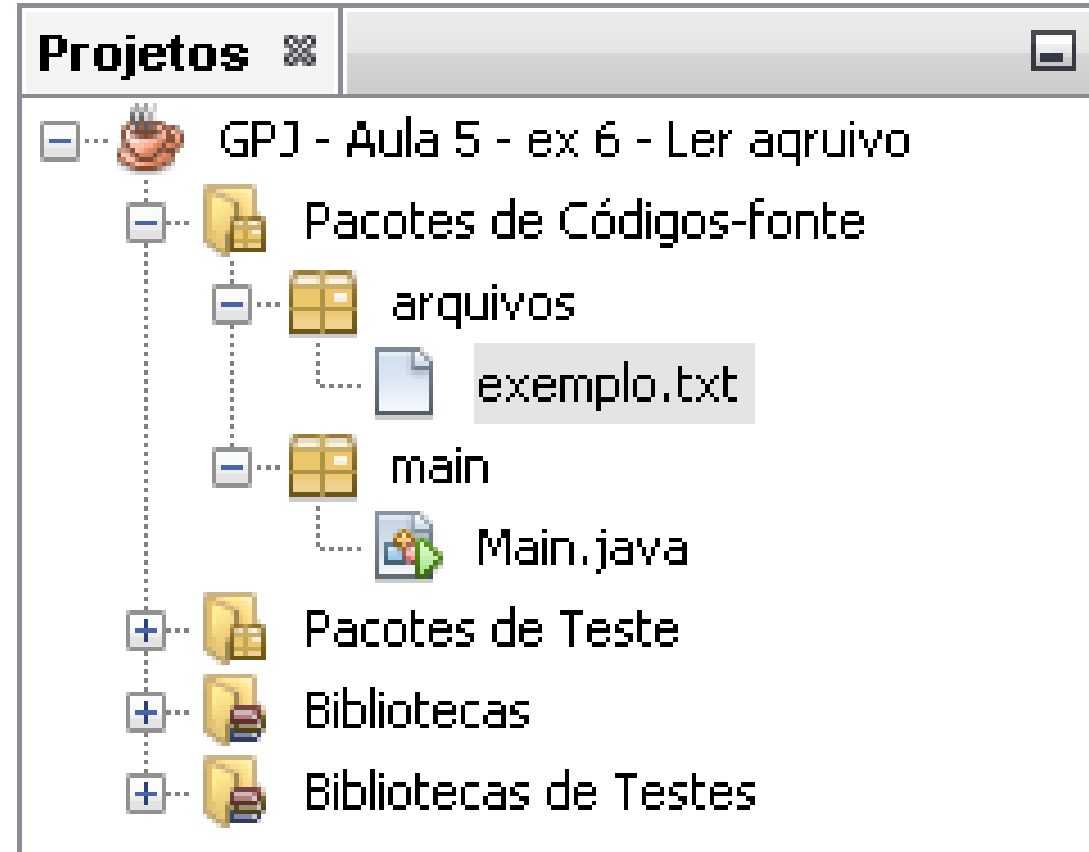 Projetos
GPJ - Aula 5 - ex 6 - Ler aqruivo
Pacotes de Códigos-fonte
arquivos
exemplo.txt
main
Main.java
Pacotes de Teste
Bibliotecas
Bibliotecas de Testes